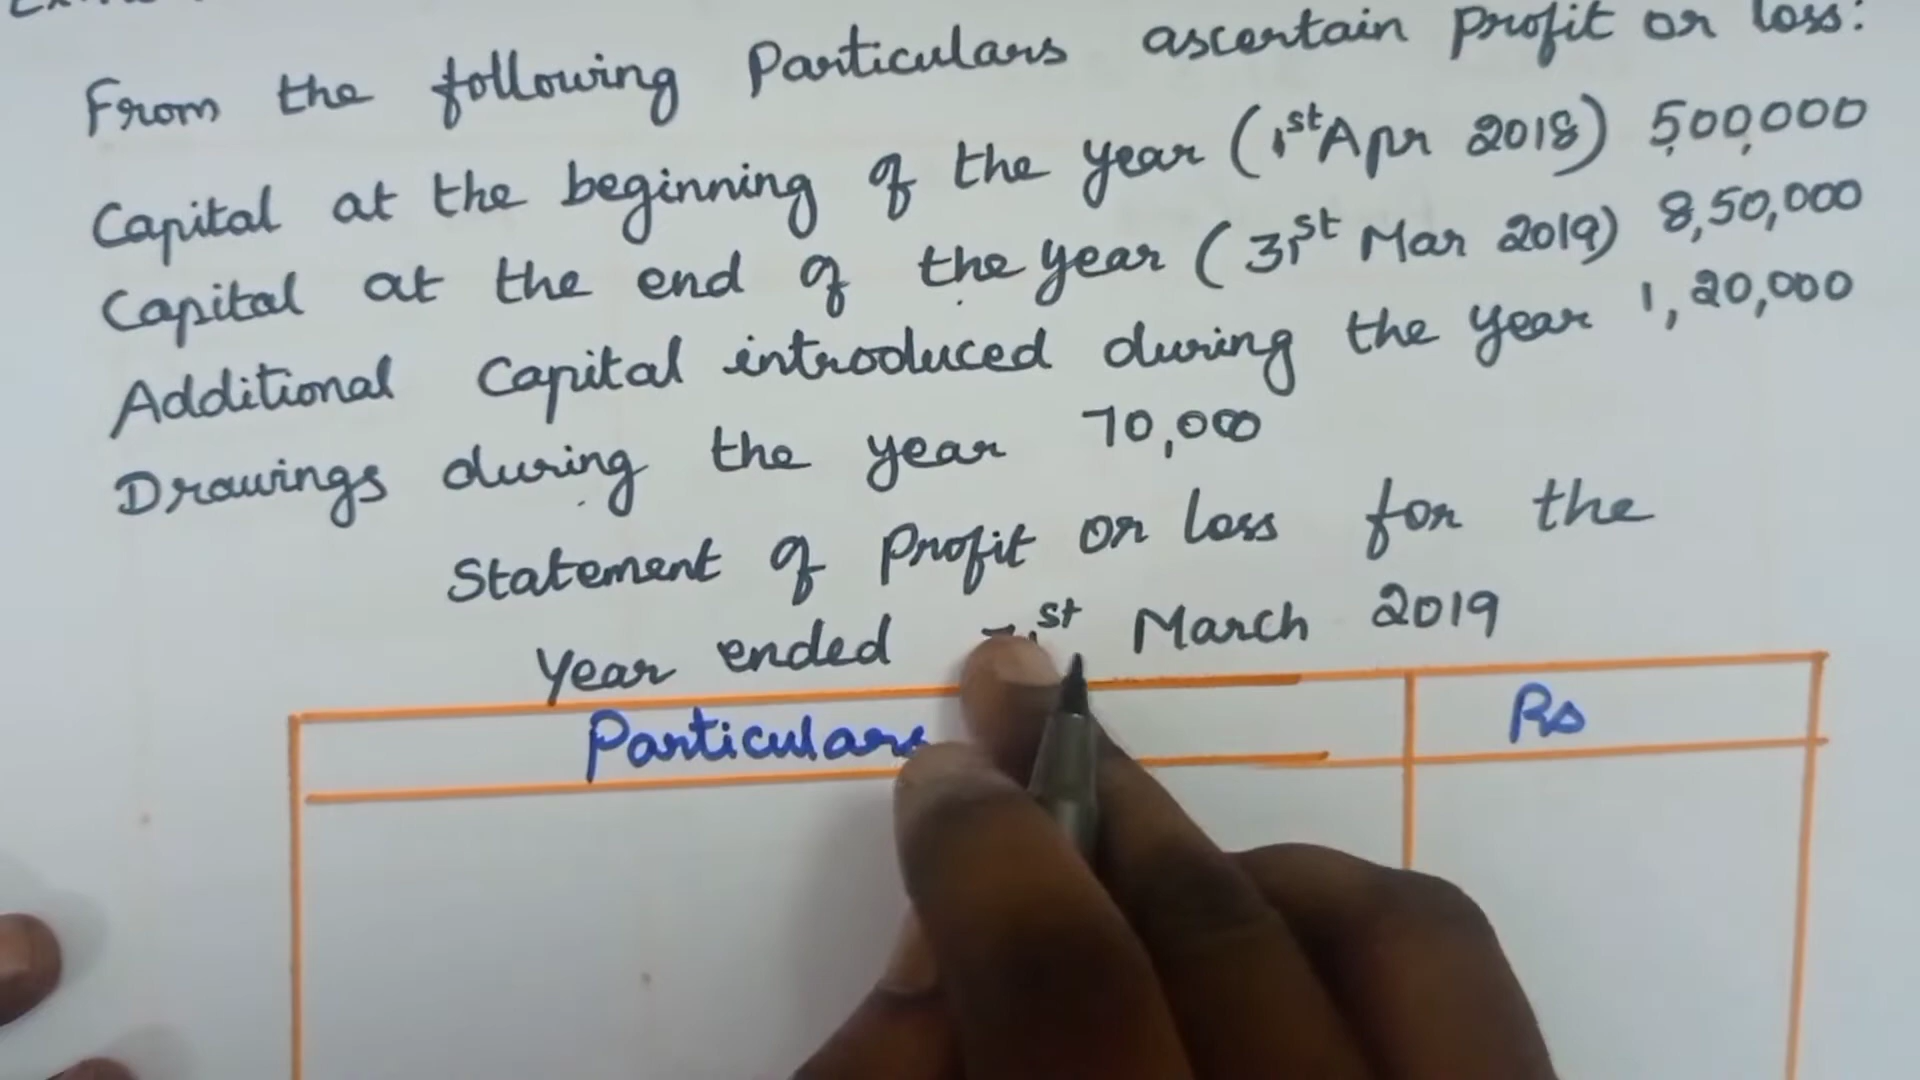 From the following Particulars ascertain Profit or loss:
Capital at the beginning of the year (1st Apr 2018) 5,00,000
Capital at the end of the year (31st Mar 2019) 8,50,000
Additional Capital introduced during the year 1,20,000
Drawings during the year 70,000
Statement of Profit or loss for the
Year ended 31st March 2019
Particulars Rs